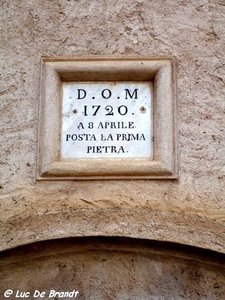 D.O.M
1720.
A 8 APRILE
POSTA LA PRIMA
PIETRA.
© Luc De Brandt